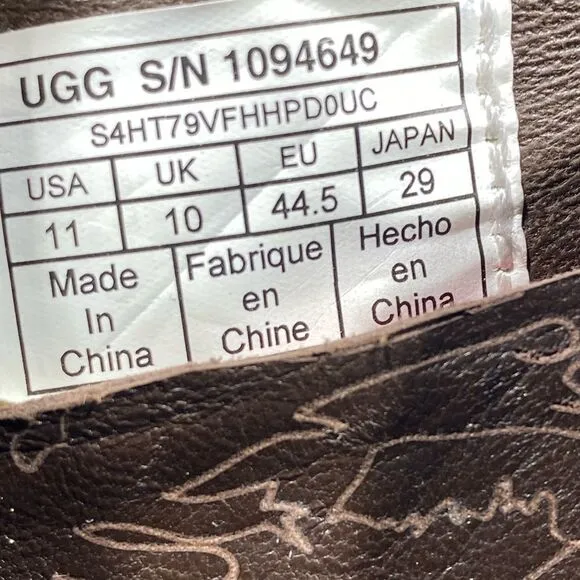 UGG S/N 1094649
S4HT79VFHHPD0UC
USA UK EU JAPAN
11 10 44.5 29
Made In China
Fabrique en Chine
Hecho en China